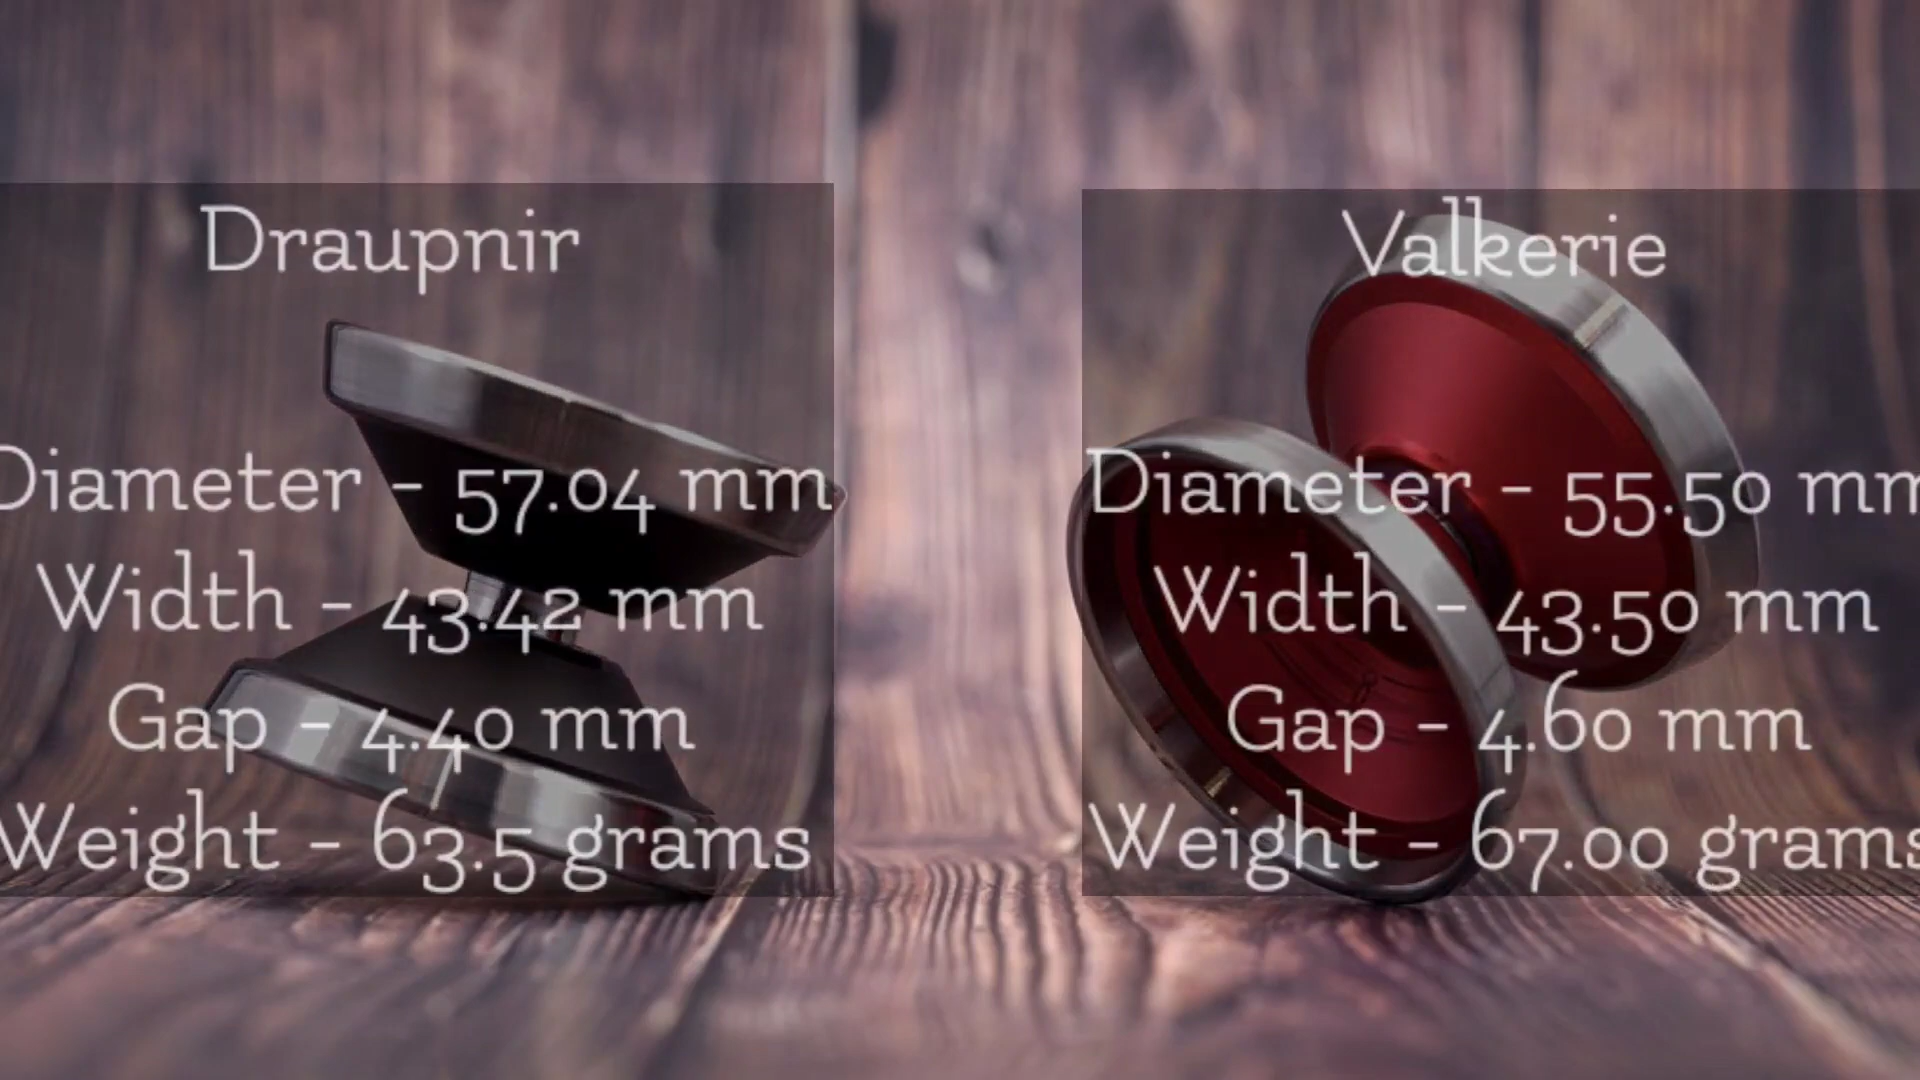 Draupnir
Diameter - 57.04 mm
Width - 43.42 mm
Gap - 4.40 mm
Weight - 63.5 grams
Valkerie
Diameter - 55.50 mm
Width - 43.50 mm
Gap - 4.60 mm
Weight - 67.00 grams